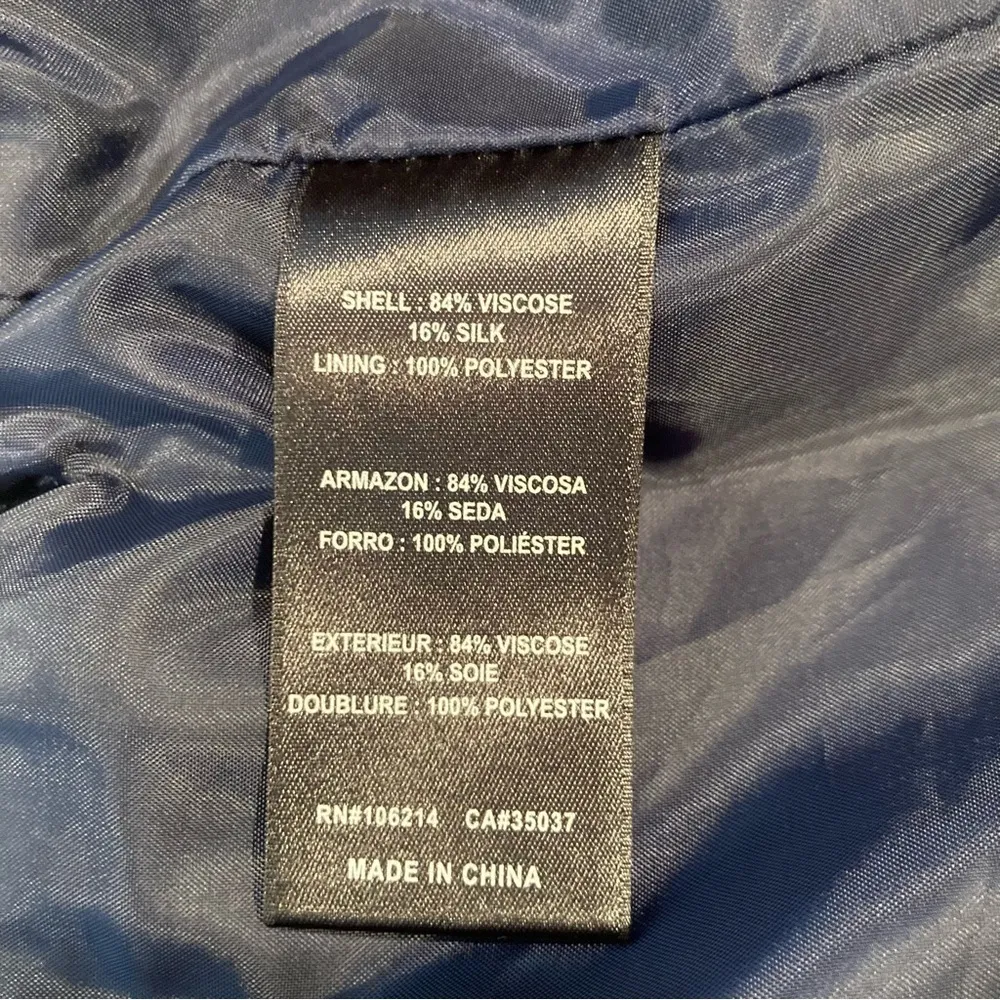 SHELL : 84% VISCOSE
16% SILK
LINING : 100% POLYESTER
ARMAZON : 84% VISCOSA
16% SEDA
FORRO : 100% POLIÉSTER
EXTERIEUR : 84% VISCOSE
16% SOIE
DOUBLURE : 100% POLYESTER
RN#106214 CA#35037
MADE IN CHINA